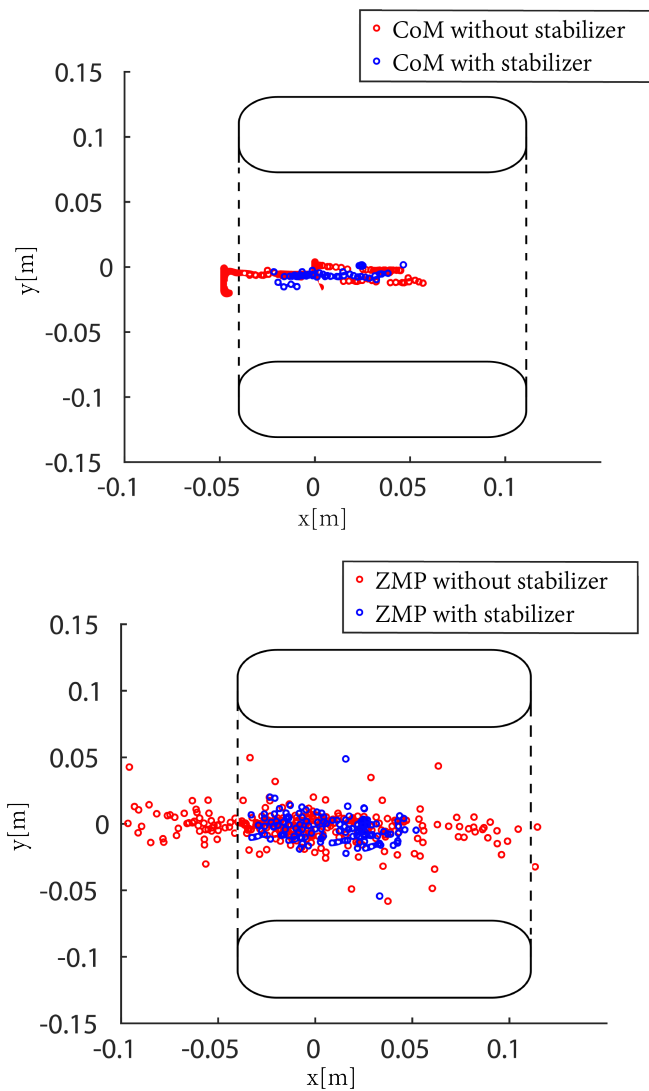 CoM without stabilizer
CoM with stabilizer
0.15
0.1
0.05
0
-0.05
-0.1
-0.15
y[m]
-0.1 -0.05 0 0.05 0.1
x[m]
ZMP without stabilizer
ZMP with stabilizer
0.15
0.1
0.05
0
-0.05
-0.1
-0.15
y[m]
-0.1 -0.05 0 0.05 0.1
x[m]